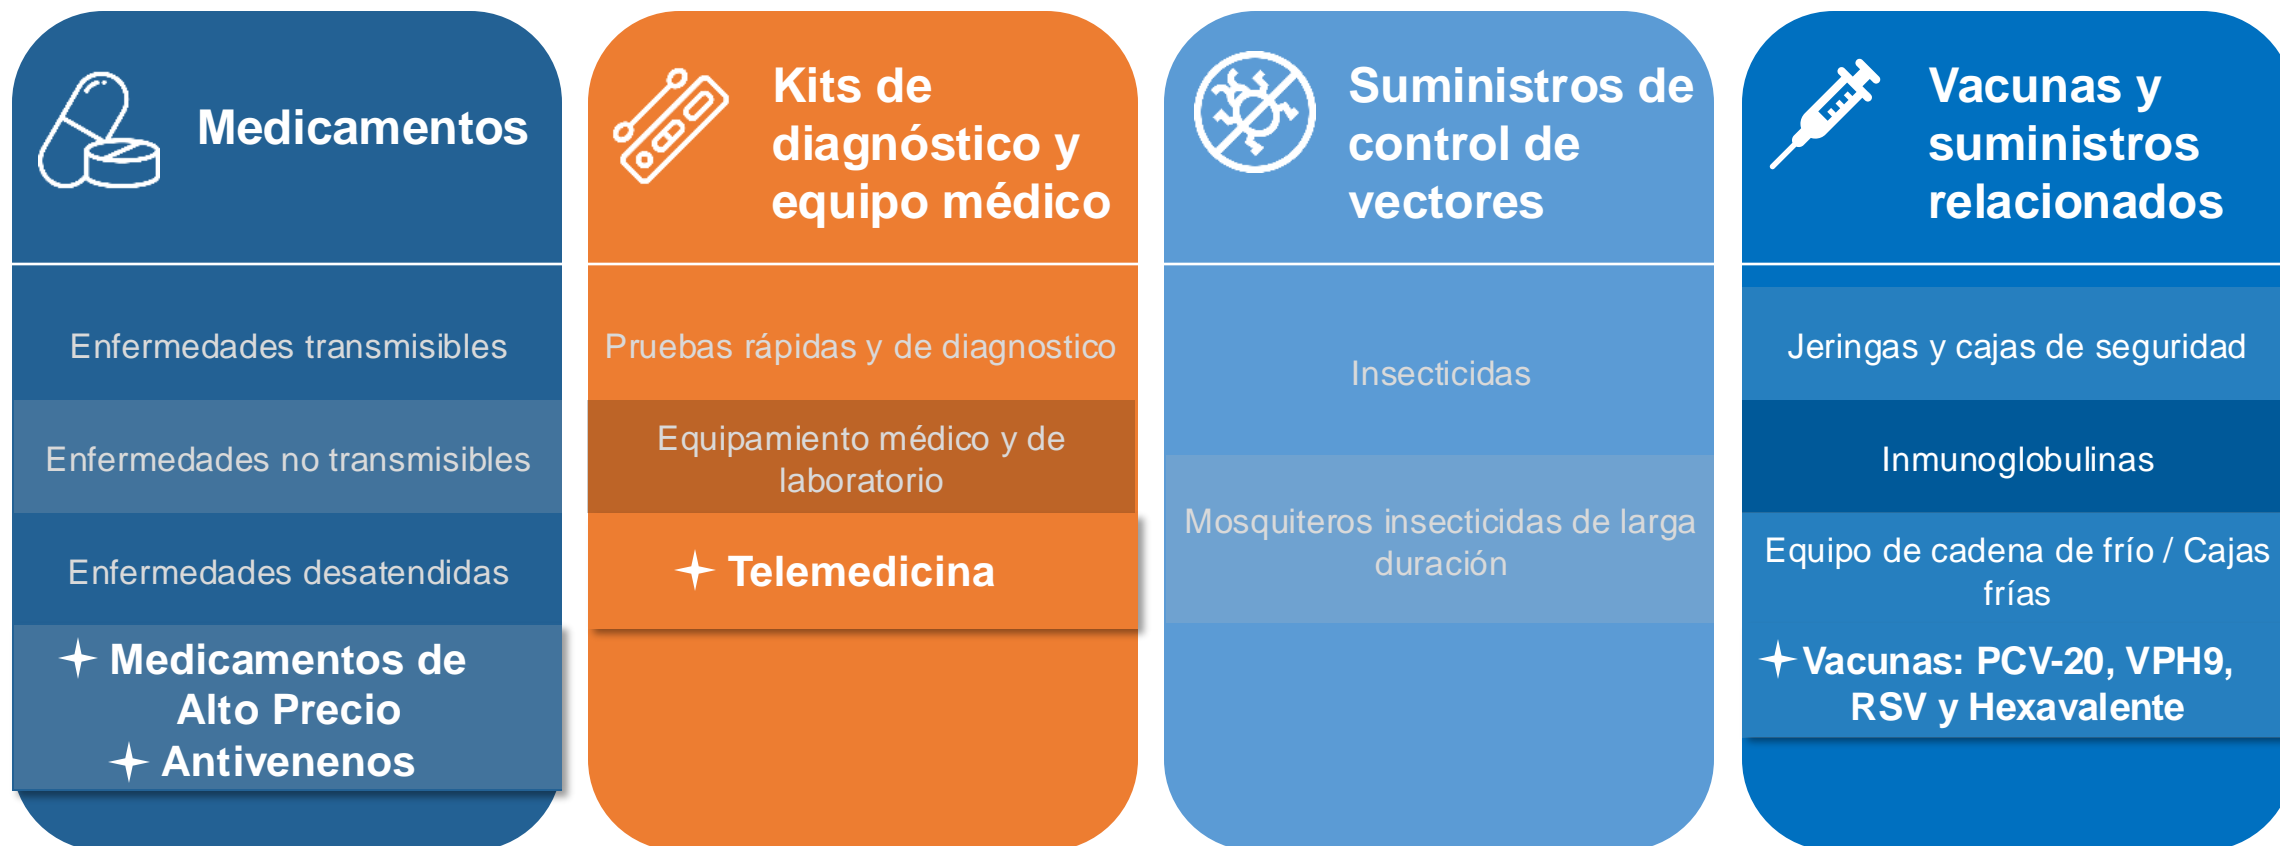 Medicamentos
Enfermedades transmisibles
Enfermedades no transmisibles
Enfermedades desatendidas
Medicamentos de
Alto Precio
Antivenenos
Kits de
diagnóstico y
equipo médico
Pruebas rápidas y de diagnostico
Equipamiento médico y de
laboratorio
Telemedicina
Suministros de
control de
vectores
Insecticidas
Mosquiteros insecticidas de larga
duración
Vacunas y
suministros
relacionados
Jeringas y cajas de seguridad
Inmunoglobulinas
Equipo de cadena de frío / Cajas
frías
Vacunas: PCV-20, VPH9,
RSV y Hexavalente